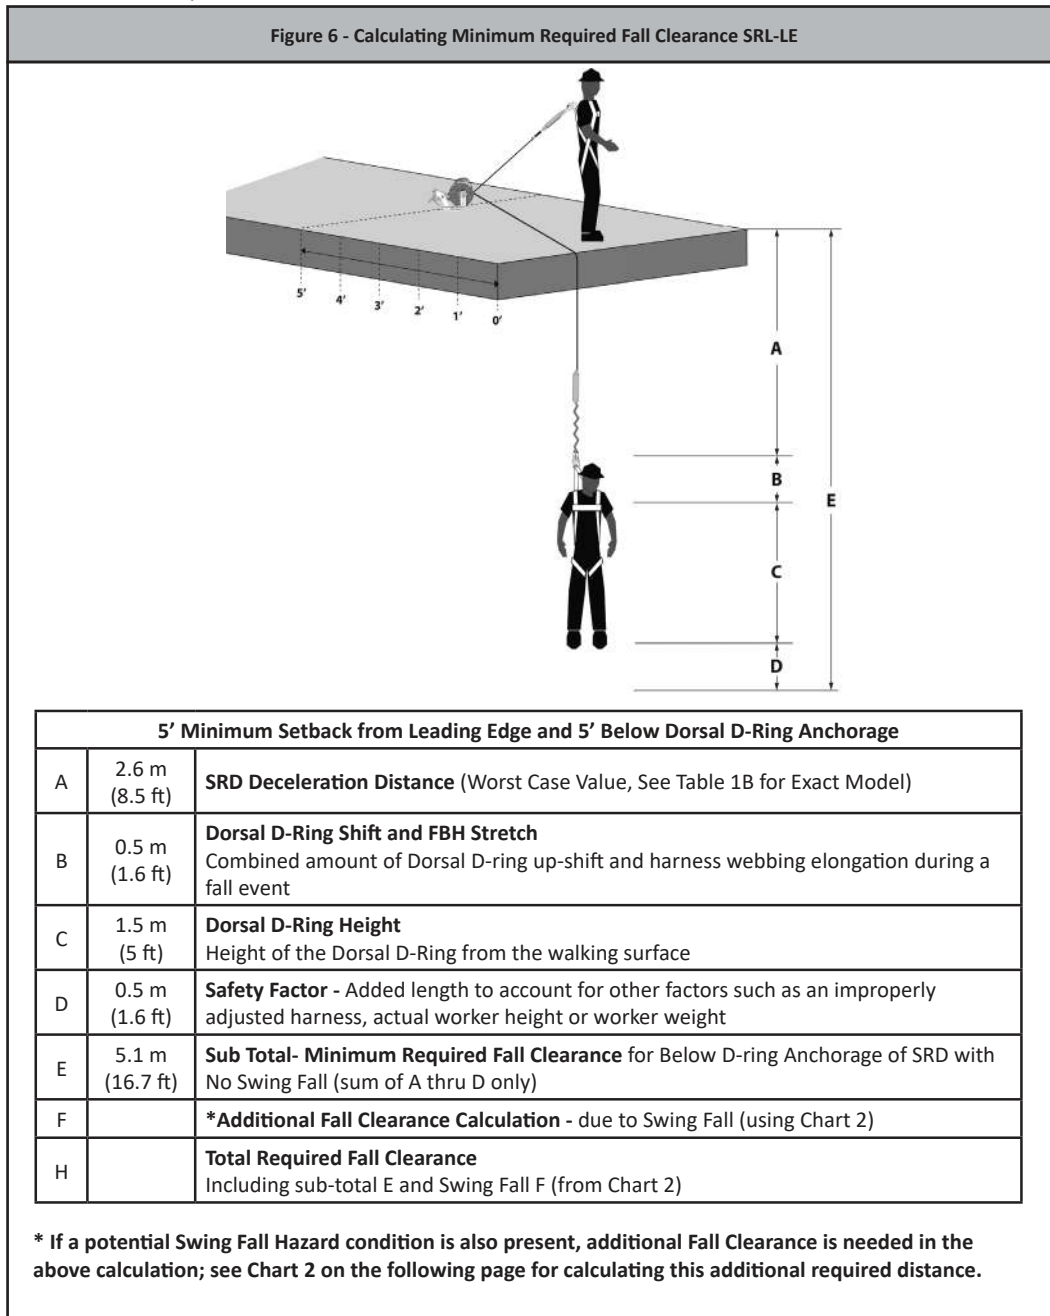 Figure 6 - Calculating Minimum Required Fall Clearance SRL-LE
5′
4′
3′
2′
1′
0′
A
B
E
C
D
5’ Minimum Setback from Leading Edge and 5’ Below Dorsal D-Ring Anchorage
A
2.6 m
(8.5 ft)
SRD Deceleration Distance (Worst Case Value, See Table 1B for Exact Model)
B
0.5 m
(1.6 ft)
Dorsal D-Ring Shift and FBH Stretch
Combined amount of Dorsal D-ring up-shift and harness webbing elongation during a
fall event
C
1.5 m
(5 ft)
Dorsal D-Ring Height
Height of the Dorsal D-Ring from the walking surface
D
0.5 m
(1.6 ft)
Safety Factor - Added length to account for other factors such as an improperly
adjusted harness, actual worker height or worker weight
E
5.1 m
(16.7 ft)
Sub Total- Minimum Required Fall Clearance for Below D-ring Anchorage of SRD with
No Swing Fall (sum of A thru D only)
F
*Additional Fall Clearance Calculation - due to Swing Fall (using Chart 2)
H
Total Required Fall Clearance
Including sub-total E and Swing Fall F (from Chart 2)
* If a potential Swing Fall Hazard condition is also present, additional Fall Clearance is needed in the
above calculation; see Chart 2 on the following page for calculating this additional required distance.